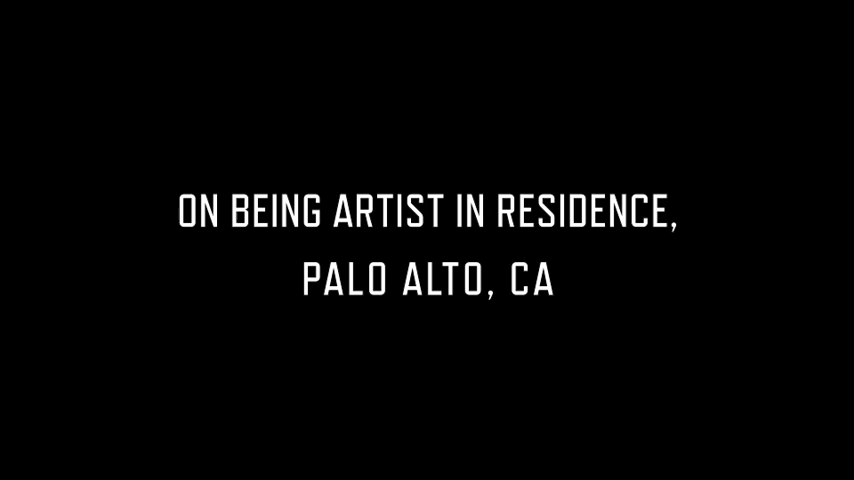 ON BEING ARTIST IN RESIDENCE,
PALO ALTO, CA